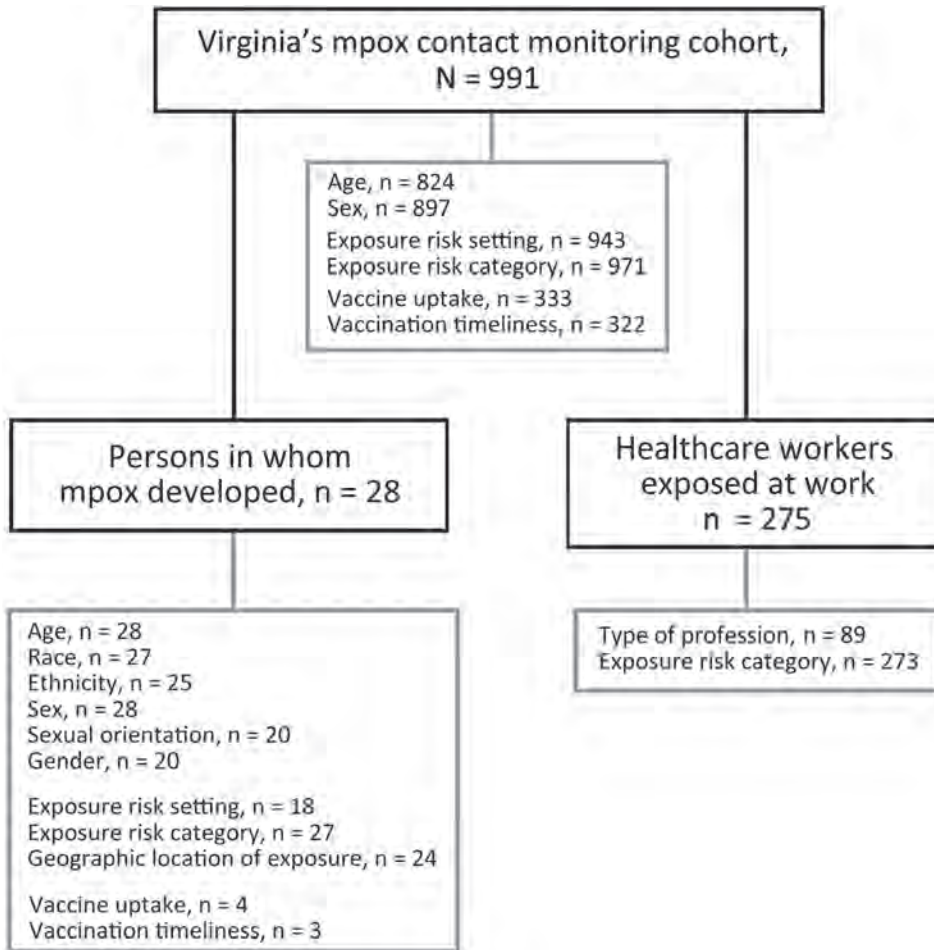 Virginia's mpox contact monitoring cohort,
N = 991
Age, n = 824
Sex, n = 897
Exposure risk setting, n = 943
Exposure risk category, n = 971
Vaccine uptake, n = 333
Vaccination timeliness, n = 322
Persons in whom
mpox developed, n = 28
Healthcare workers
exposed at work
n = 275
Age, n = 28
Race, n = 27
Ethnicity, n = 25
Sex, n = 28
Sexual orientation, n = 20
Gender, n = 20
Exposure risk setting, n = 18
Exposure risk category, n = 27
Geographic location of exposure, n = 24
Vaccine uptake, n = 4
Vaccination timeliness, n = 3
Type of profession, n = 89
Exposure risk category, n = 273